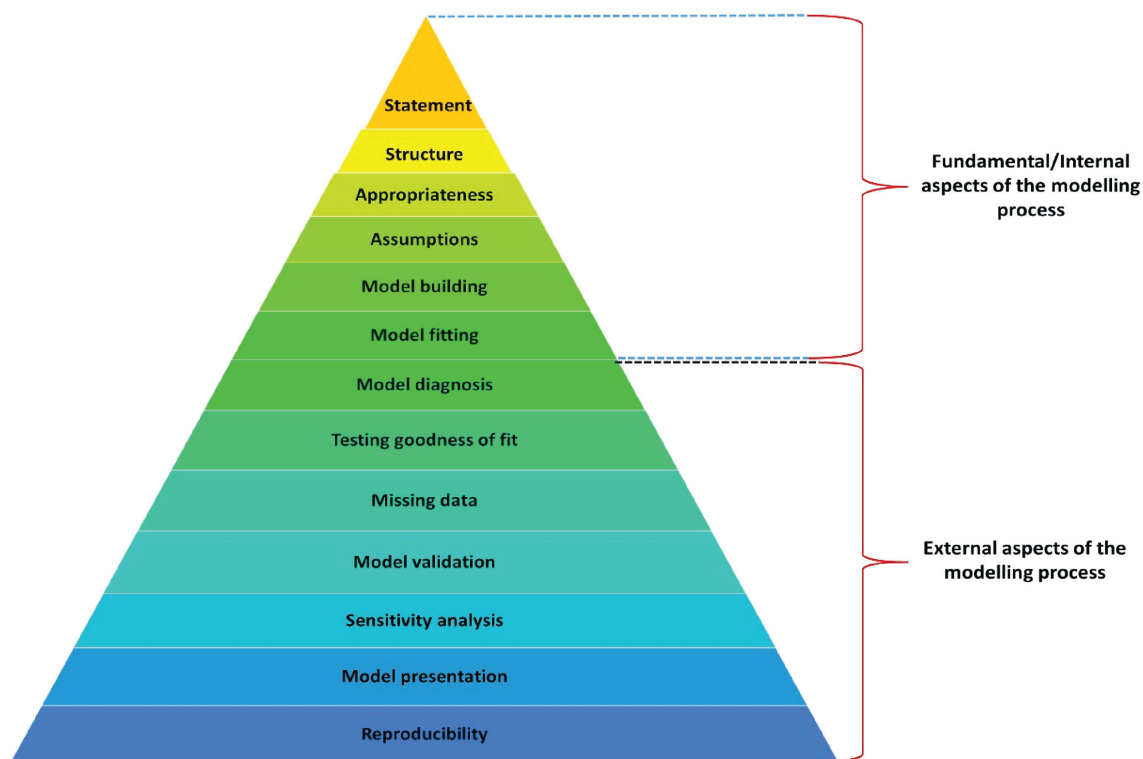 Statement
Structure
Appropriateness
Assumptions
Model building
Model fitting
Model diagnosis
Testing goodness of fit
Missing data
Model validation
Sensitivity analysis
Model presentation
Reproducibility
Fundamental/Internal
aspects of the modelling
process
External aspects of the
modelling process